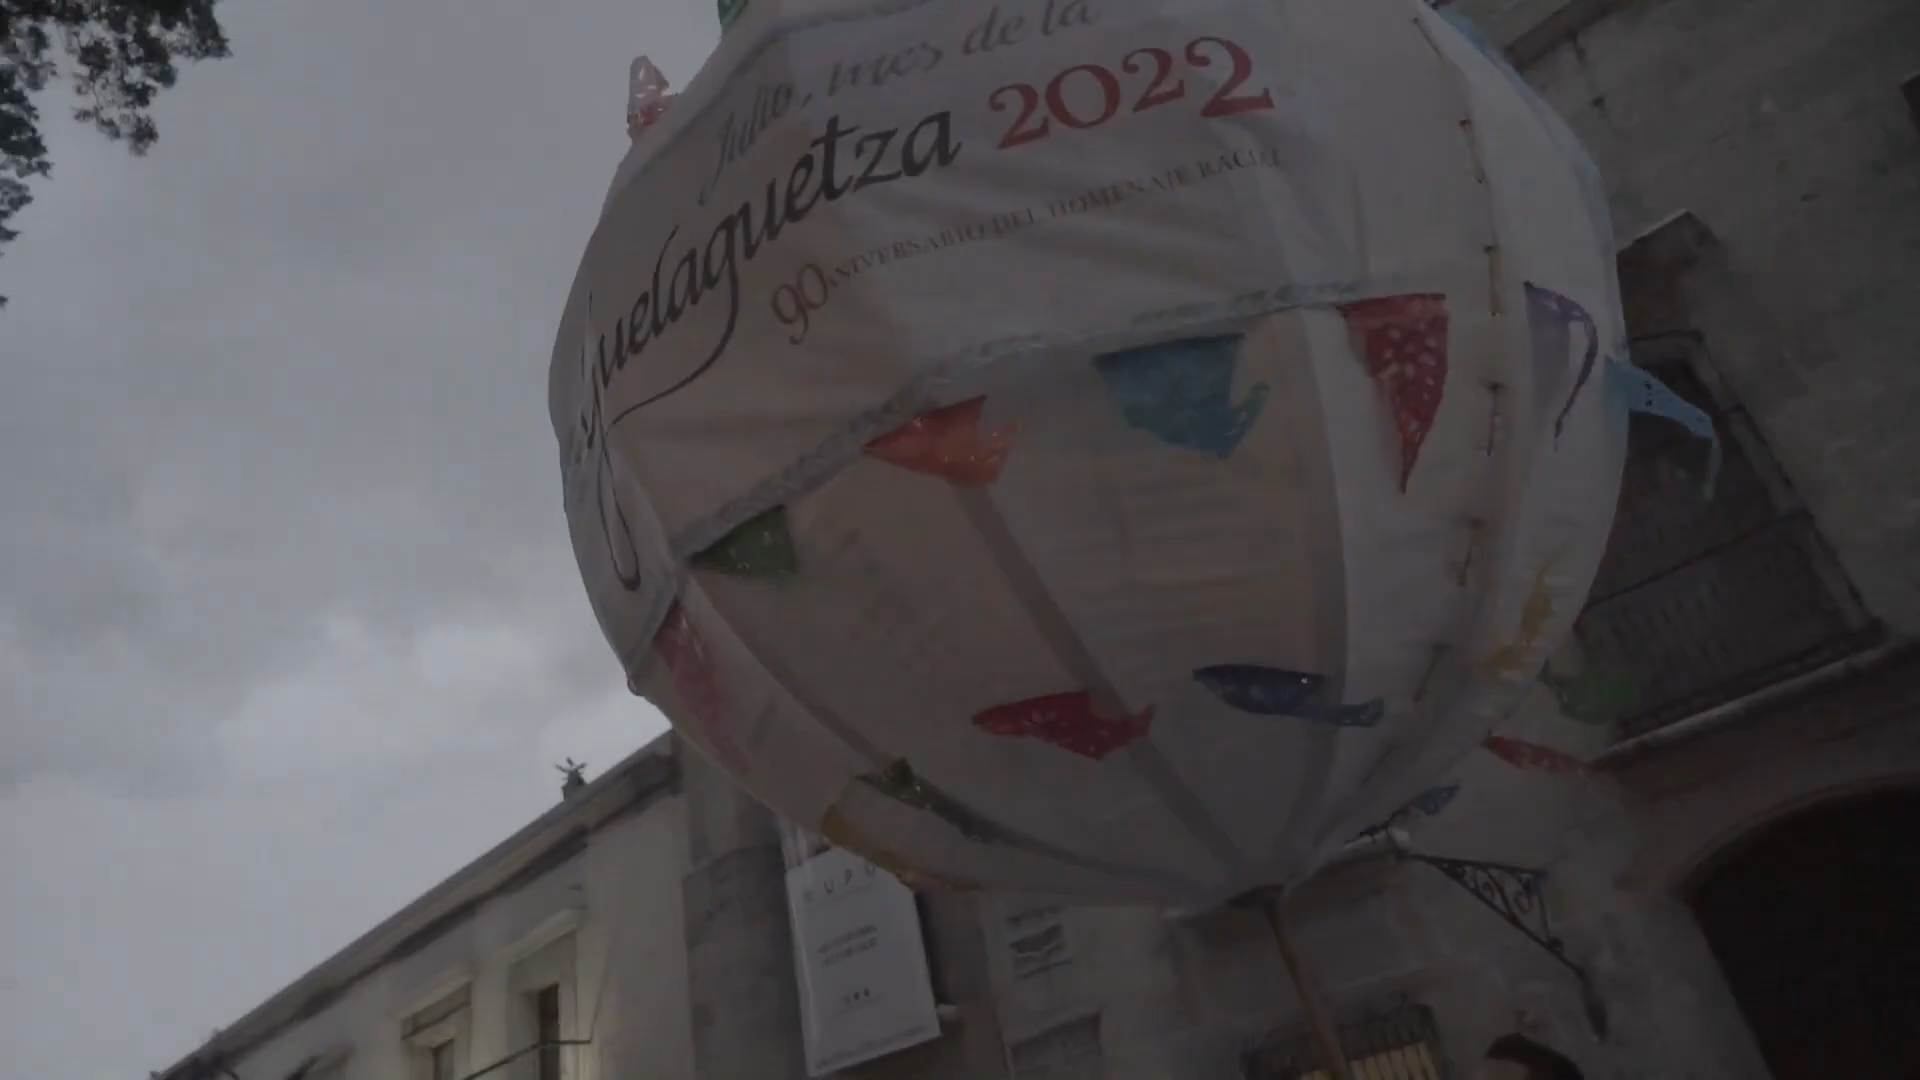 Julio, mes de la
Guelaguetza 2022
90 ANIVERSARIO DEL HOMENAJE RACIAL